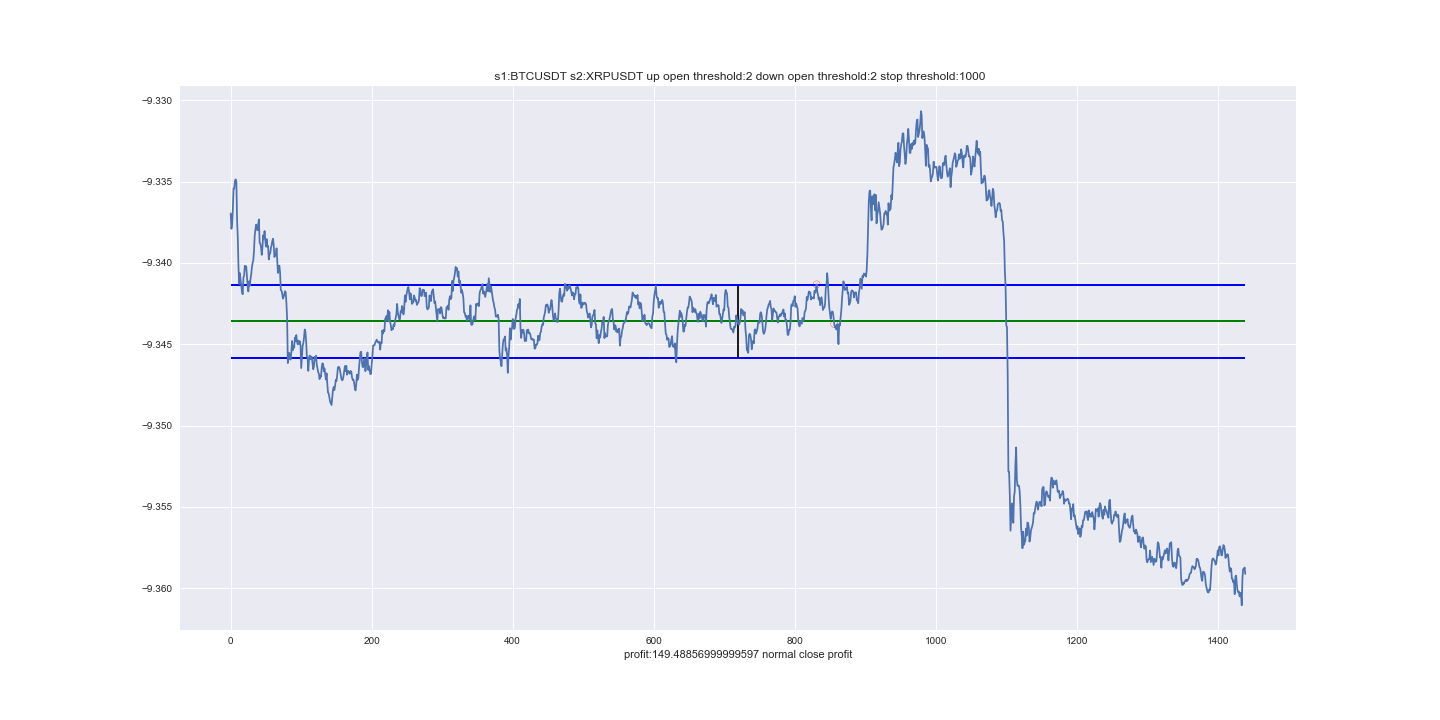 s1:BTCUSDT s2:XRPUSDT up open threshold:2 down open threshold:2 stop threshold:1000
−9.330
−9.335
−9.340
−9.345
−9.350
−9.355
−9.360
0 200 400 600 800 1000 1200 1400
profit:149.48856999999597 normal close profit